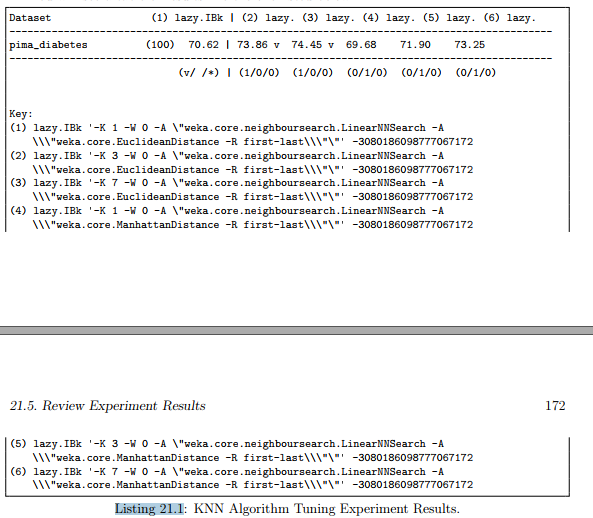 Dataset (1) lazy.IBk | (2) lazy. (3) lazy. (4) lazy. (5) lazy. (6) lazy.
--------------------------------------------------------------------------------
pima_diabetes (100) 70.62 | 73.86 v 74.45 v 69.68 71.90 73.25
--------------------------------------------------------------------------------
(v/ /*) | (1/0/0) (1/0/0) (0/1/0) (0/1/0) (0/1/0)
Key:
(1) lazy.IBk '-K 1 -W 0 -A \"weka.core.neighboursearch.LinearNNSearch -A
\\\"weka.core.EuclideanDistance -R first-last\\\"\"' -3080186098777067172
(2) lazy.IBk '-K 3 -W 0 -A \"weka.core.neighboursearch.LinearNNSearch -A
\\\"weka.core.EuclideanDistance -R first-last\\\"\"' -3080186098777067172
(3) lazy.IBk '-K 7 -W 0 -A \"weka.core.neighboursearch.LinearNNSearch -A
\\\"weka.core.EuclideanDistance -R first-last\\\"\"' -3080186098777067172
(4) lazy.IBk '-K 1 -W 0 -A \"weka.core.neighboursearch.LinearNNSearch -A
\\\"weka.core.ManhattanDistance -R first-last\\\"\"' -3080186098777067172
21.5. Review Experiment Results 172
(5) lazy.IBk '-K 3 -W 0 -A \"weka.core.neighboursearch.LinearNNSearch -A
\\\"weka.core.ManhattanDistance -R first-last\\\"\"' -3080186098777067172
(6) lazy.IBk '-K 7 -W 0 -A \"weka.core.neighboursearch.LinearNNSearch -A
\\\"weka.core.ManhattanDistance -R first-last\\\"\"' -3080186098777067172
Listing 21.1: KNN Algorithm Tuning Experiment Results.